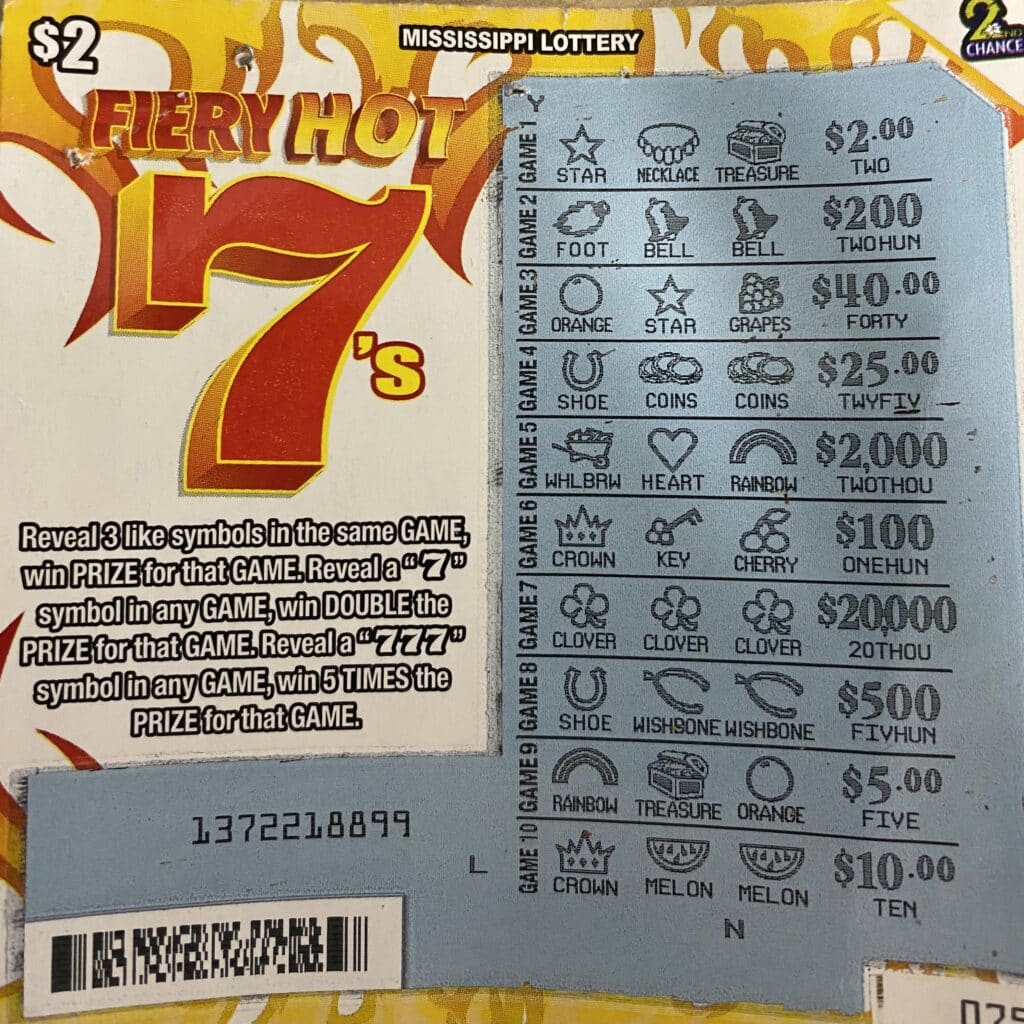 $2
MISSISSIPPI LOTTERY
2ND
CHANCE
FIERY HOT
7's
Reveal 3 like symbols in the same GAME,
win PRIZE for that GAME. Reveal a "7"
symbol in any GAME, win DOUBLE the
PRIZE for that GAME. Reveal a "777"
symbol in any GAME, win 5 TIMES the
PRIZE for that GAME.
Y
GAME 1
$2.00
STAR NECKLACE TREASURE TWO
GAME 2
$200
FOOT BELL BELL TWOHUN
GAME 3
$40.00
ORANGE STAR GRAPES FORTY
GAME 4
$25.00
SHOE COINS COINS TWYFIV
GAME 5
$2,000
WHLBRW HEART RAINBOW TWOTHOU
GAME 6
$100
CROWN KEY CHERRY ONEHUN
GAME 7
$20,000
CLOVER CLOVER CLOVER 20THOU
GAME 8
$500
SHOE WISHBONE WISHBONE FIVHUN
GAME 9
$5.00
RAINBOW TREASURE ORANGE FIVE
GAME 10
$10.00
CROWN MELON MELON TEN
1372218899
L
N